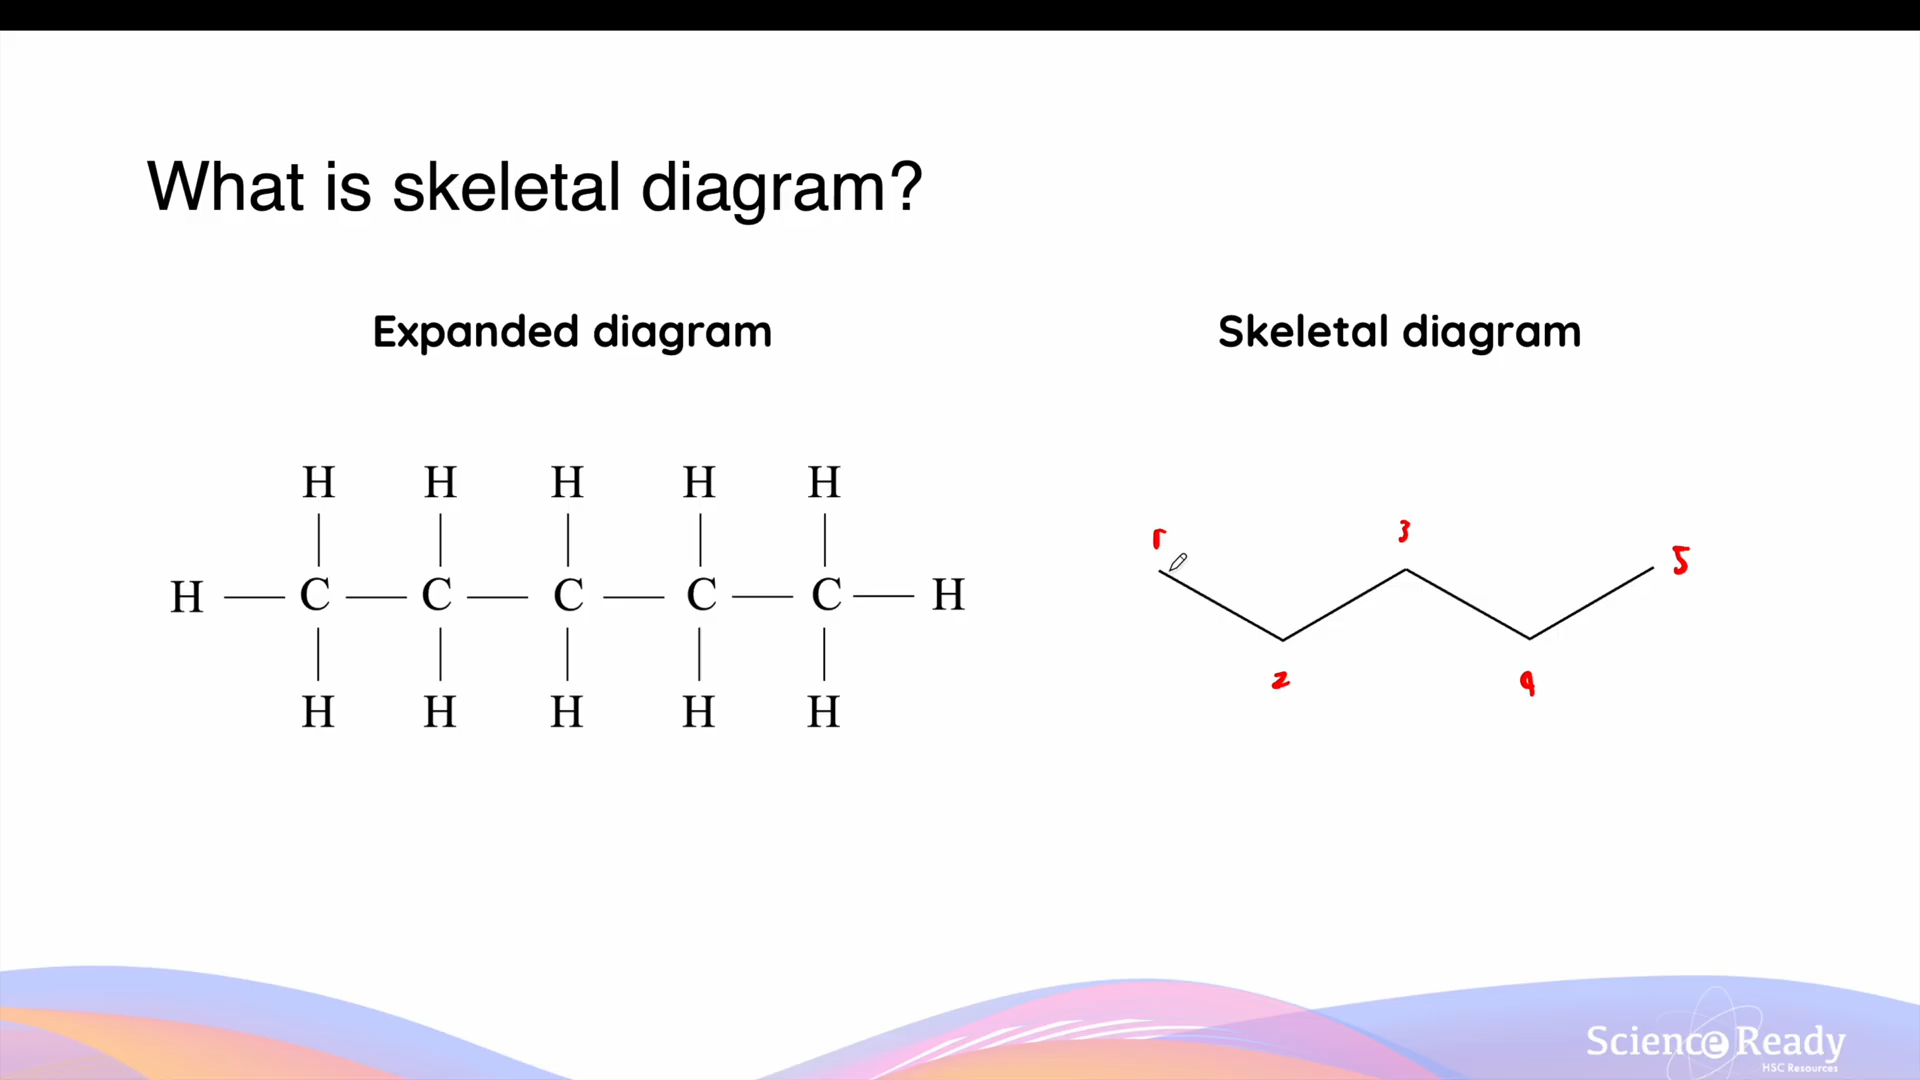 What is skeletal diagram?
Expanded diagram
Skeletal diagram
H H H H H
H C C C C C H
H H H H H
1
3
5
2
4
Science Ready
HSC Resources